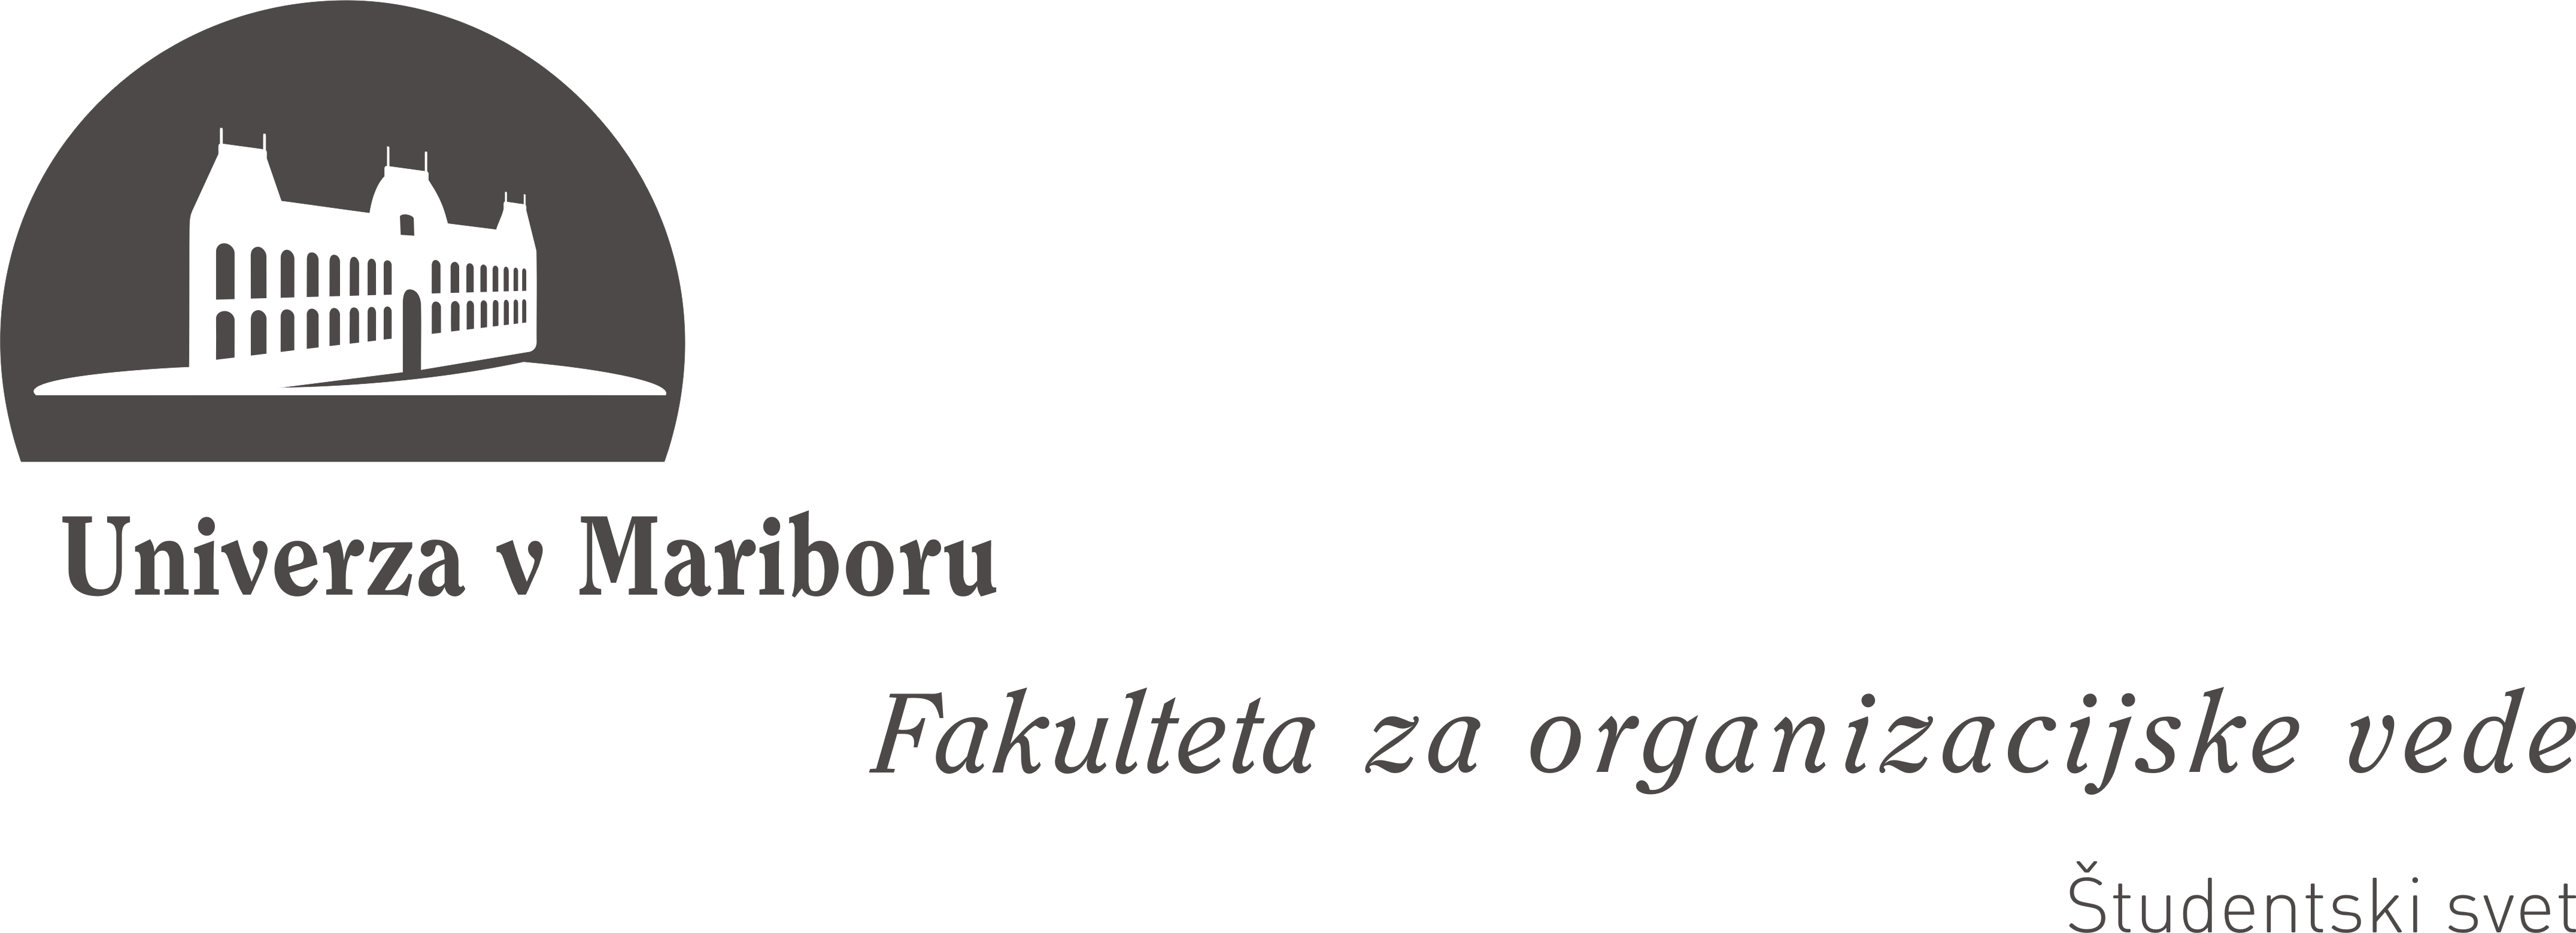 Univerza v Mariboru
Fakulteta za organizacijske vede
Študentski svet